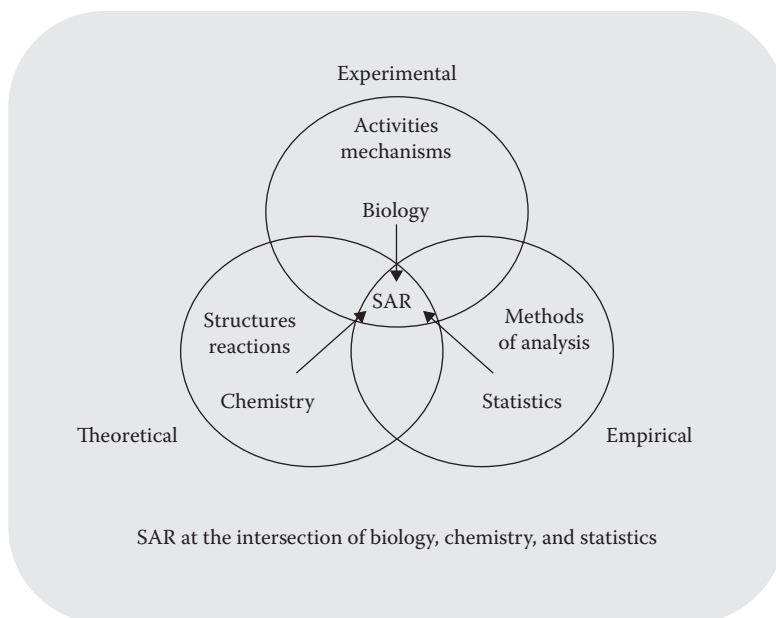 Experimental
Activities
mechanisms
Biology
SAR
Structures
reactions
Methods
of analysis
Chemistry
Statistics
Theoretical
Empirical
SAR at the intersection of biology, chemistry, and statistics